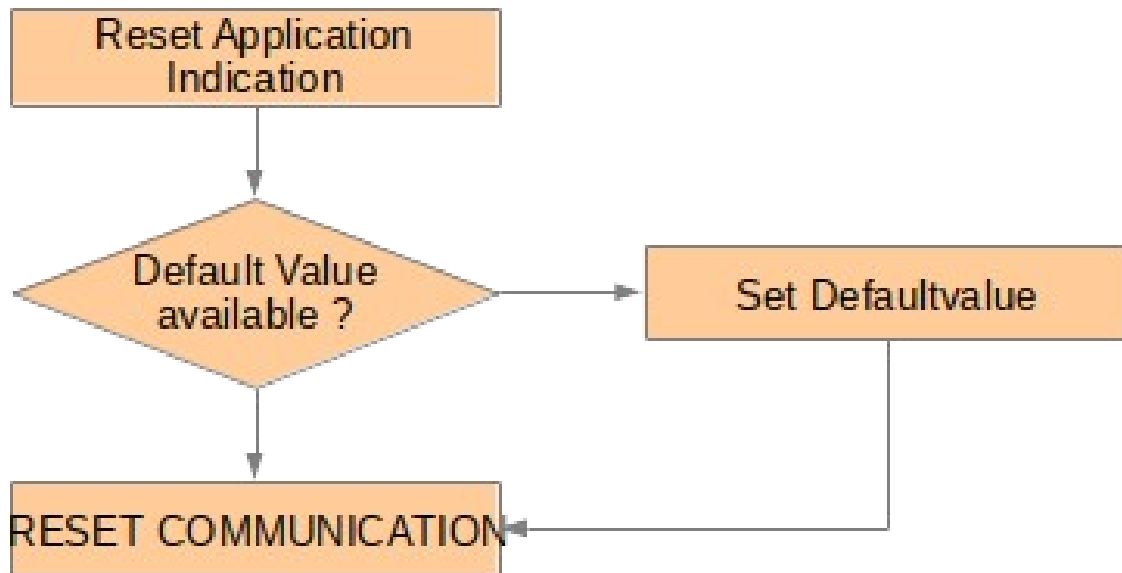 Reset Application
Indication
Default Value
available ?
Set Defaultvalue
RESET COMMUNICATION